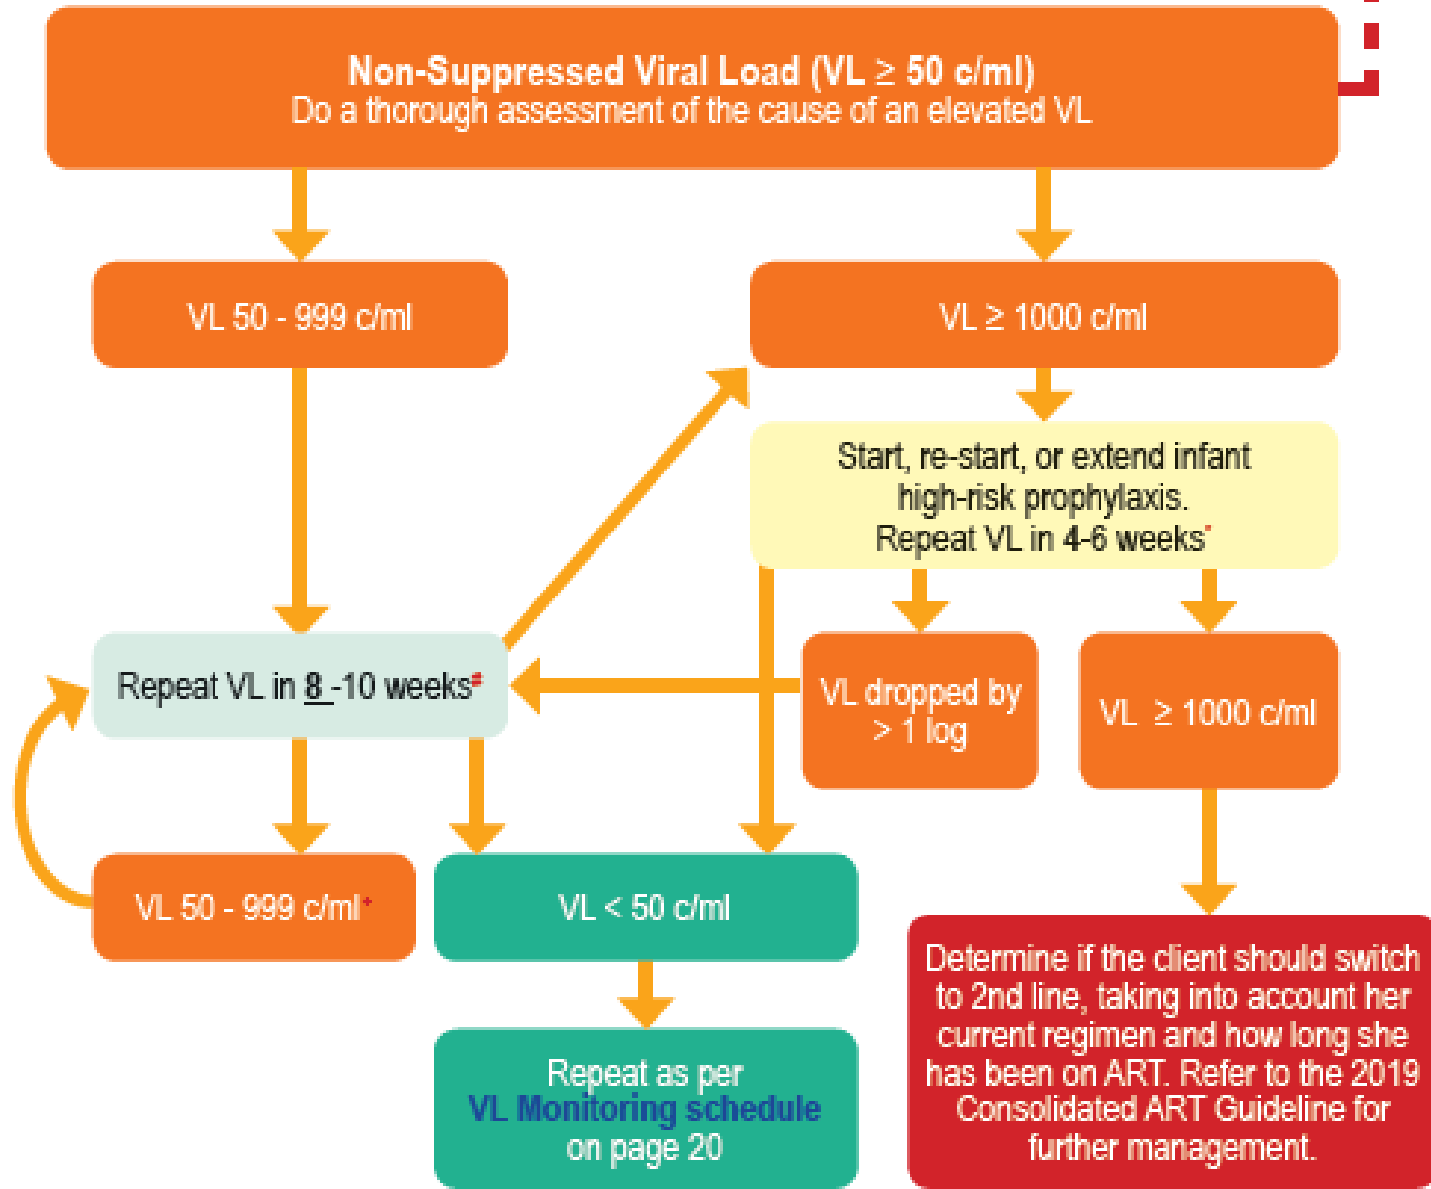 Non-Suppressed Viral Load (VL ≥ 50 c/ml)
Do a thorough assessment of the cause of an elevated VL
VL 50 - 999 c/ml
VL ≥ 1000 c/ml
Start, re-start, or extend infant
high-risk prophylaxis.
Repeat VL in 4-6 weeks*
Repeat VL in 8 -10 weeks#
VL dropped by
> 1 log
VL ≥ 1000 c/ml
VL 50 - 999 c/ml+
VL < 50 c/ml
Repeat as per
VL Monitoring schedule
on page 20
Determine if the client should switch
to 2nd line, taking into account her
current regimen and how long she
has been on ART. Refer to the 2019
Consolidated ART Guideline for
further management.